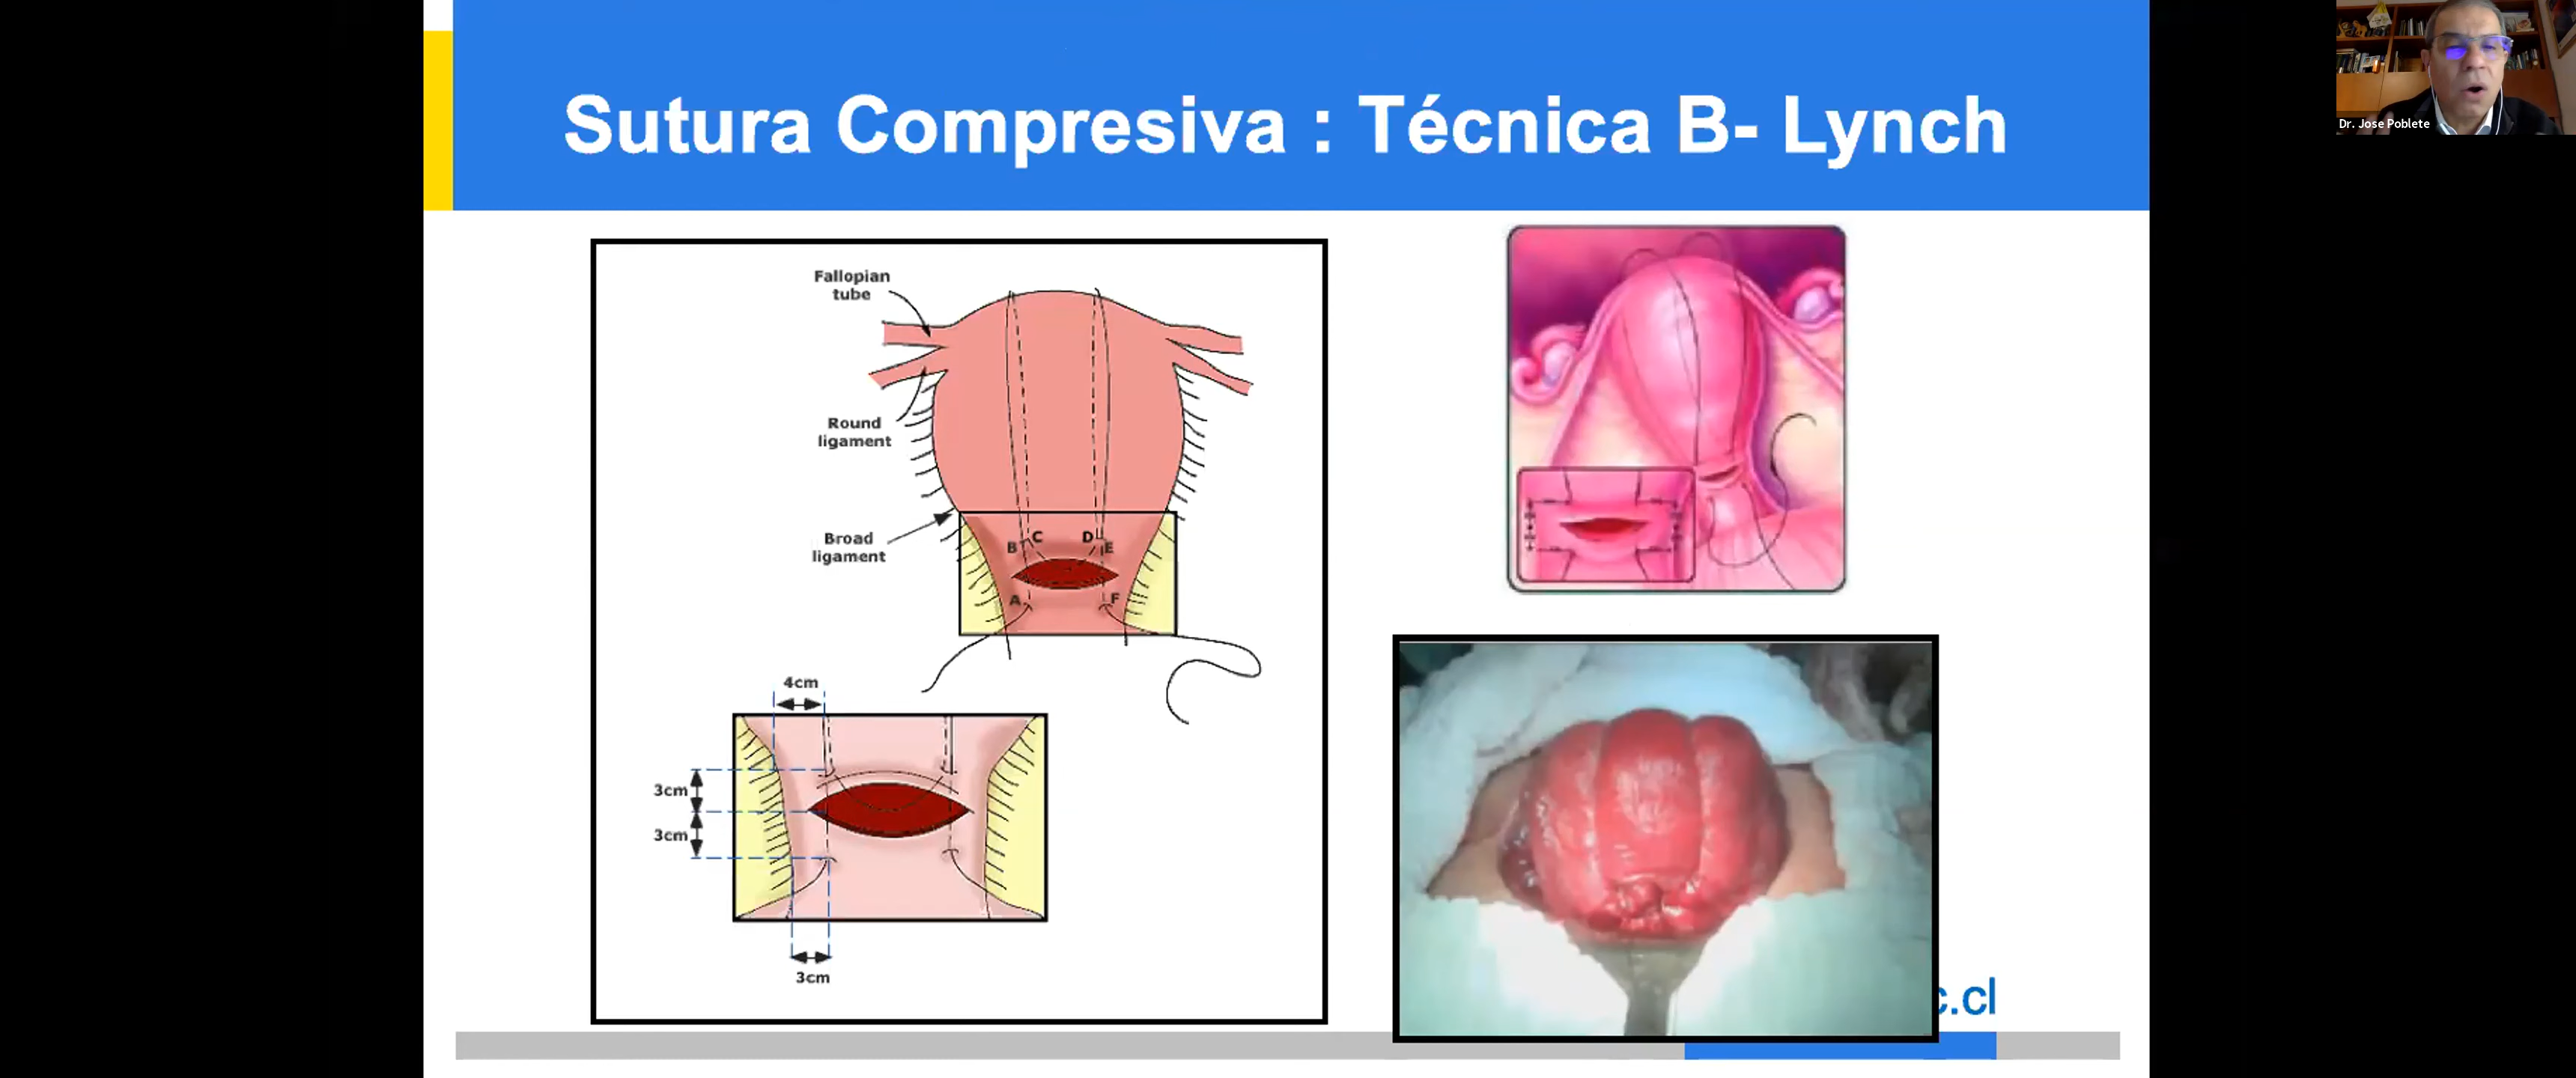 Sutura Compresiva : Técnica B- Lynch
Dr. Jose Poblete
Fallopian
tube
Round
ligament
Broad
ligament
B
C
D
E
A
F
4cm
3cm
3cm
3cm
c.cl